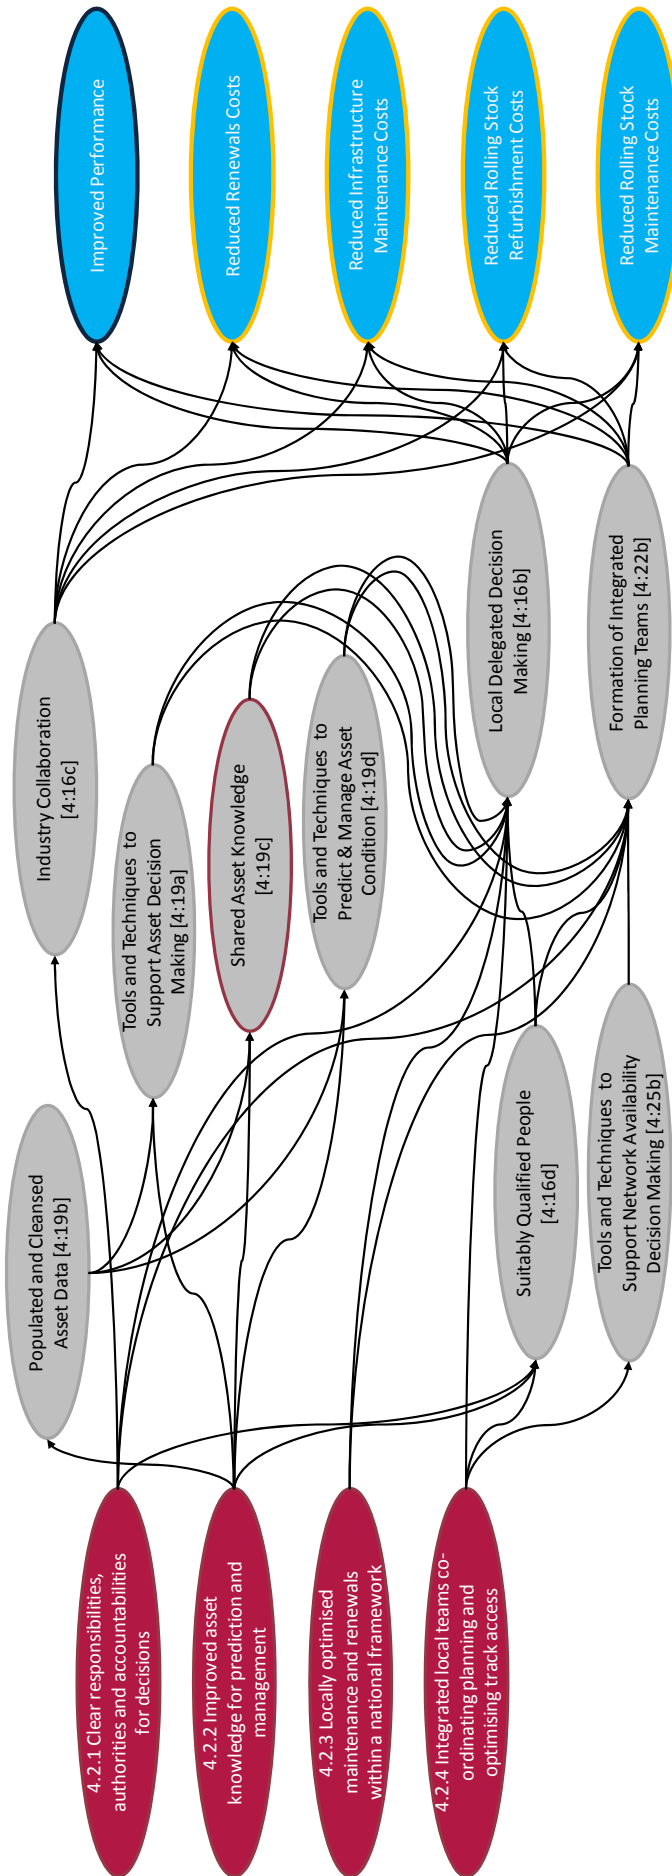 4.2.1 Clear responsibilities,
authorities and accountabilities
for decisions
4.2.2 Improved asset
knowledge for prediction and
management
4.2.3 Locally optimised
maintenance and renewals
within a national framework
4.2.4 Integrated local teams co-
ordinating planning and
optimising track access
Populated and Cleansed
Asset Data [4:19b]
Suitably Qualified People
[4:16d]
Tools and Techniques to
Support Network Availability
Decision Making [4:25b]
Industry Collaboration
[4:16c]
Tools and Techniques to
Support Asset Decision
Making [4:19a]
Shared Asset Knowledge
[4:19c]
Tools and Techniques to
Predict & Manage Asset
Condition [4:19d]
Local Delegated Decision
Making [4:16b]
Formation of Integrated
Planning Teams [4:22b]
Improved Performance
Reduced Renewals Costs
Reduced Infrastructure
Maintenance Costs
Reduced Rolling Stock
Refurbishment Costs
Reduced Rolling Stock
Maintenance Costs